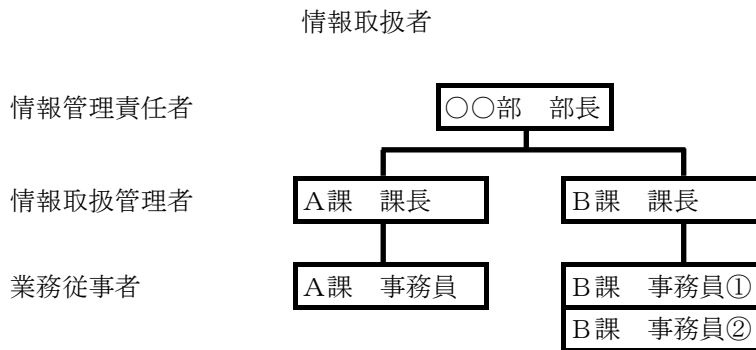 情報取扱者
情報管理責任者 ○○部 部長
情報取扱管理者 A課 課長 B課 課長
業務従事者 A課 事務員 B課 事務員①
B課 事務員②